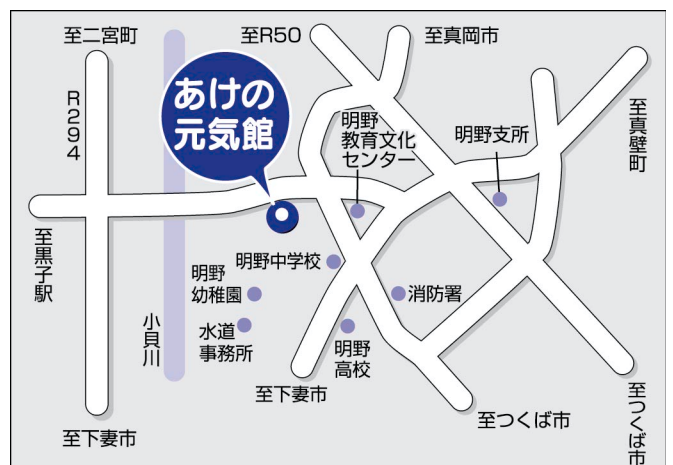 至二宮町
至R50
至真岡市
R294
あけの
元気館
明野
教育文化
センター
明野支所
至真壁町
至黒子駅
明野中学校
明野
幼稚園
消防署
小貝川
水道
事務所
明野
高校
至下妻市
至つくば市
至つくば市
至下妻市